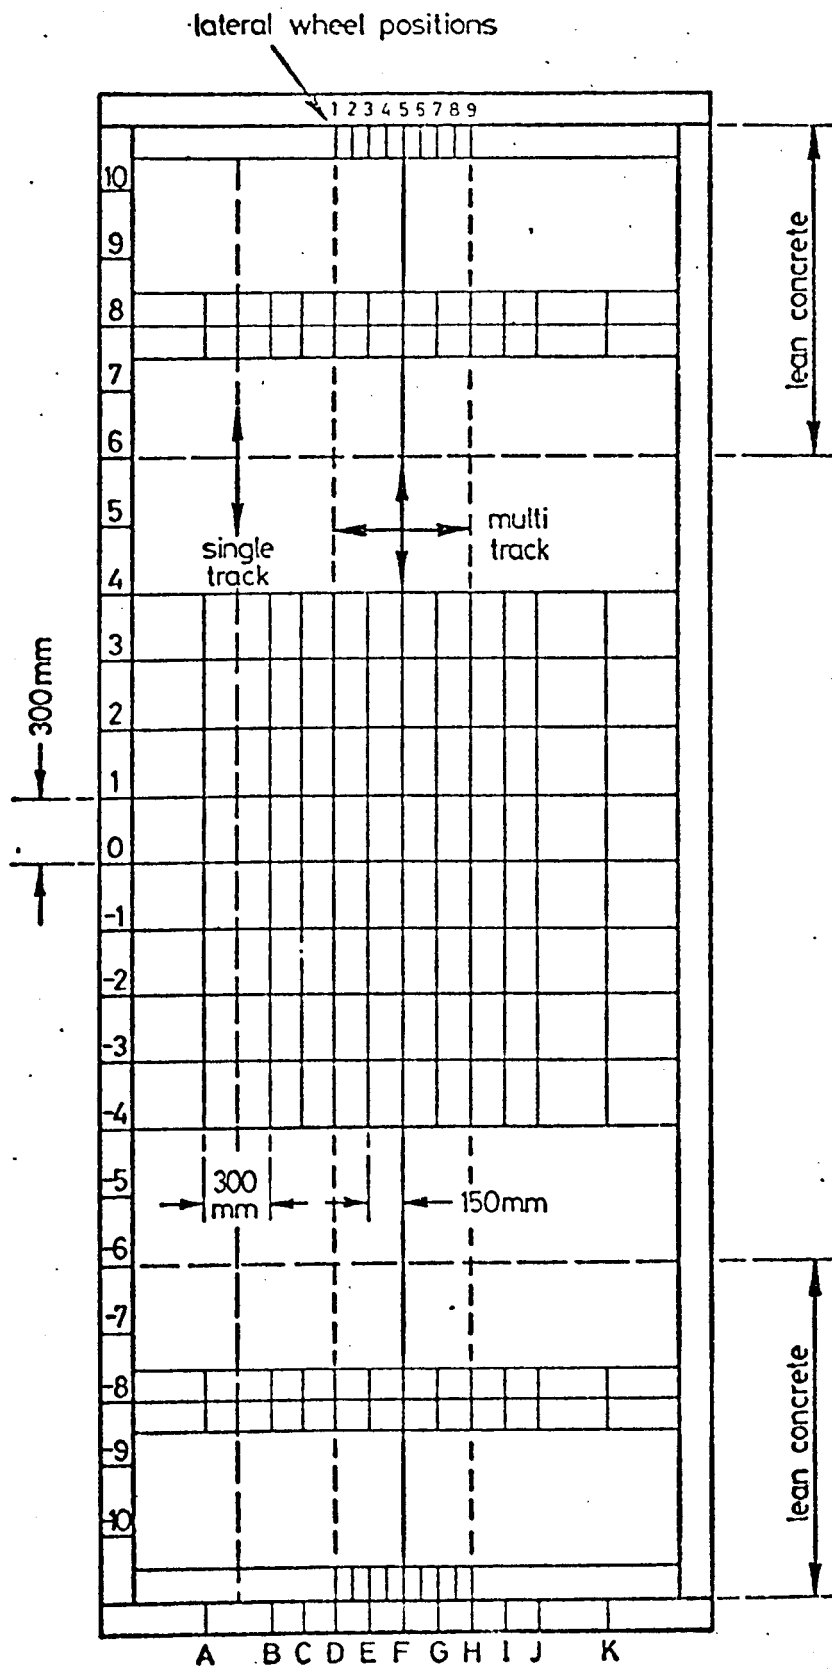 lateral wheel positions
1 2 3 4 5 6 7 8 9
10
9
8
7
6
5
4
3
2
1
0
-1
-2
-3
-4
-5
-6
-7
-8
-9
-10
lean concrete
single
track
multi
track
300mm
300
mm
150mm
lean concrete
A B C D E F G H I J K